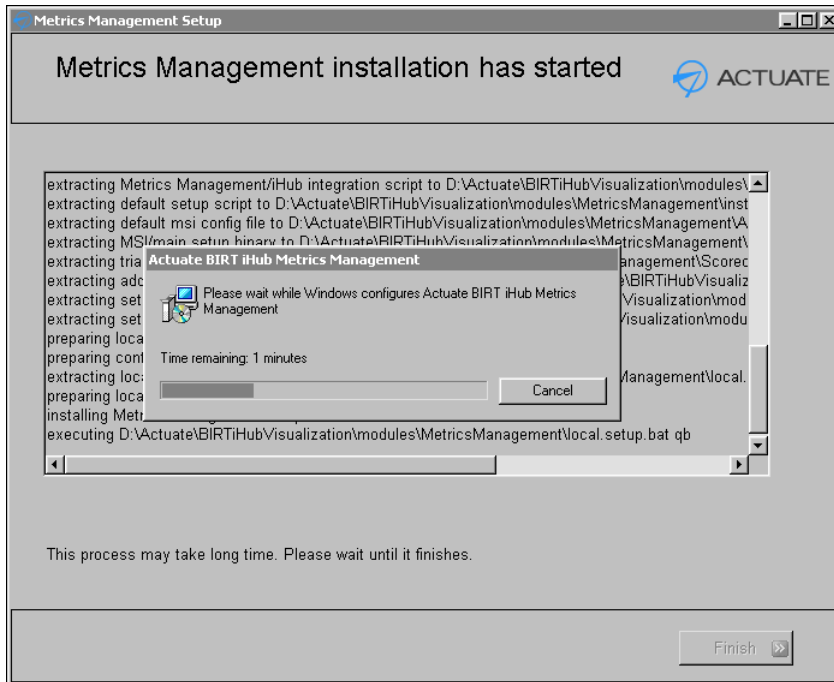 Metrics Management Setup
Metrics Management installation has started
ACTUATE
extracting Metrics Management/iHub integration script to D:\Actuate\BIRTiHubVisualization\modules\
extracting default setup script to D:\Actuate\BIRTiHubVisualization\modules\MetricsManagement\inst
extracting default msi config file to D:\Actuate\BIRTiHubVisualization\modules\MetricsManagement\A
extracting MSI/main setup binary to D:\Actuate\BIRTiHubVisualization\modules\MetricsManagement\
extracting tria anagement\Scorec
extracting add e\BIRTiHubVisualiz
extracting set Visualization\mod
extracting set /isualization\modu
preparing loca
preparing conf
extracting loca Management\local.
preparing loca
installing Metr
executing D:\Actuate\BIRTiHubVisualization\modules\MetricsManagement\local.setup.bat qb
Actuate BIRT iHub Metrics Management
Please wait while Windows configures Actuate BIRT iHub Metrics
Management
Time remaining: 1 minutes
Cancel
This process may take long time. Please wait until it finishes.
Finish